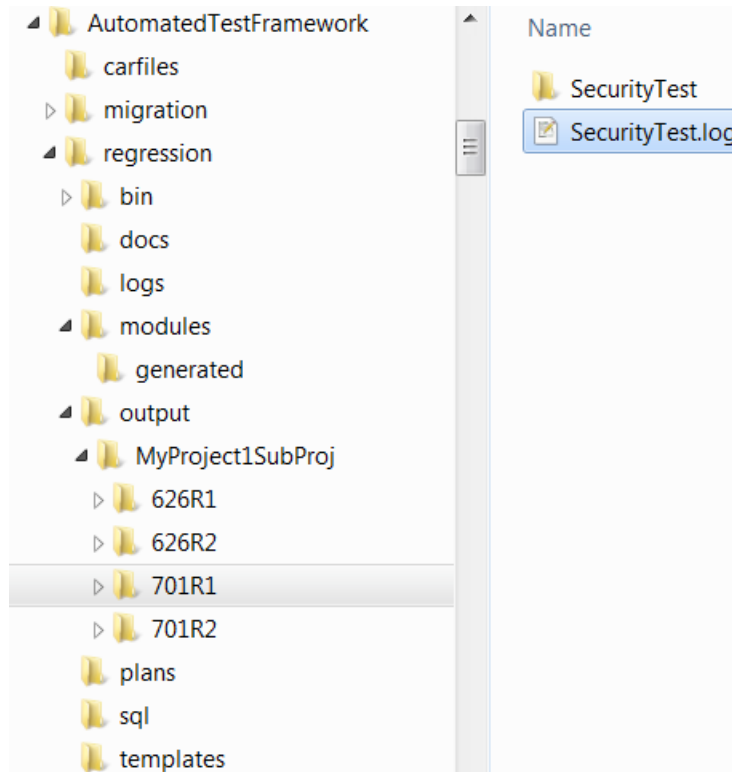 AutomatedTestFramework
carfiles
migration
regression
bin
docs
logs
modules
generated
output
MyProject1SubProj
626R1
626R2
701R1
701R2
plans
sql
templates
Name
SecurityTest
SecurityTest.log